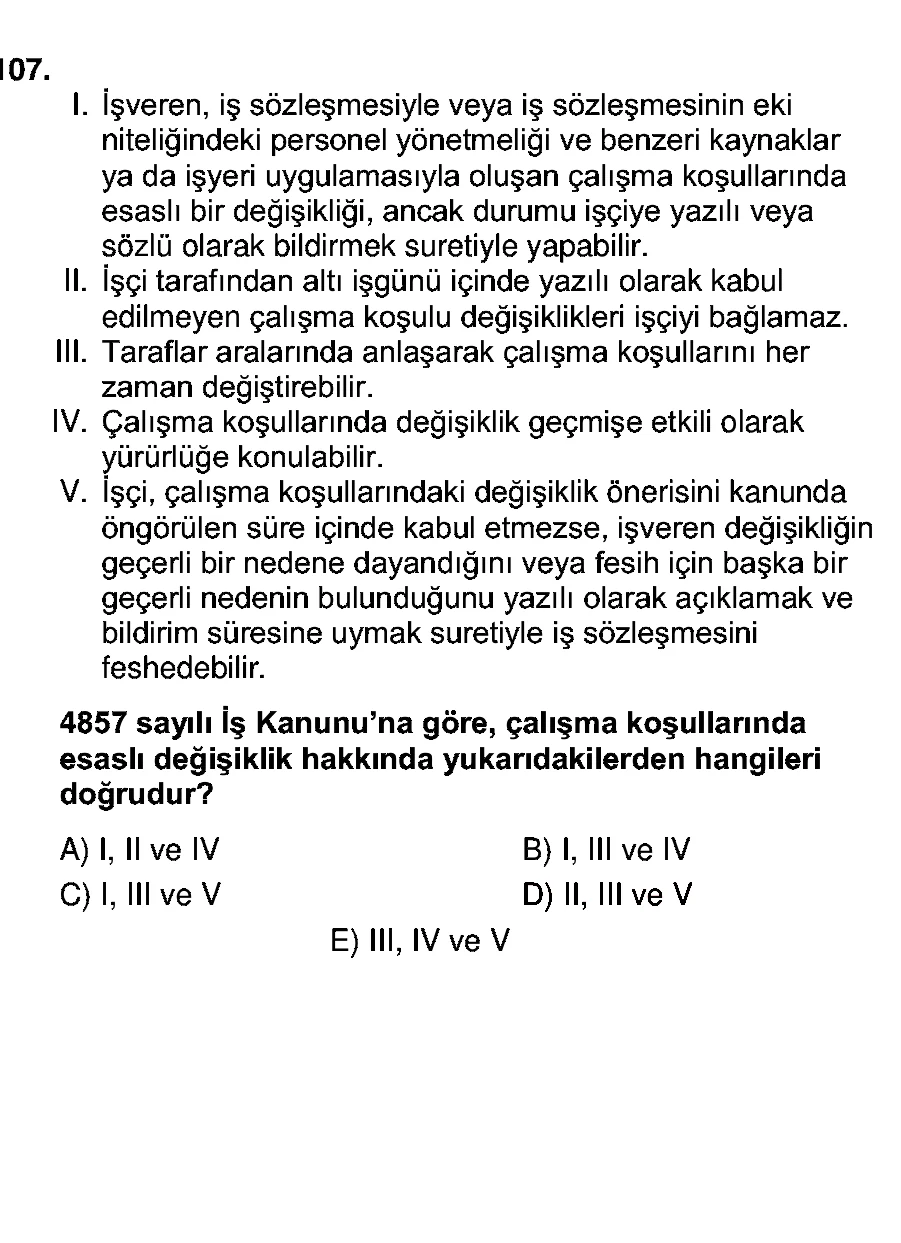 107.
I. İşveren, iş sözleşmesiyle veya iş sözleşmesinin eki
niteliğindeki personel yönetmeliği ve benzeri kaynaklar
ya da işyeri uygulamasıyla oluşan çalışma koşullarında
esaslı bir değişikliği, ancak durumu işçiye yazılı veya
sözlü olarak bildirmek suretiyle yapabilir.
II. İşçi tarafından altı işgünü içinde yazılı olarak kabul
edilmeyen çalışma koşulu değişiklikleri işçiyi bağlamaz.
III. Taraflar aralarında anlaşarak çalışma koşullarını her
zaman değiştirebilir.
IV. Çalışma koşullarında değişiklik geçmişe etkili olarak
yürürlüğe konulabilir.
V. İşçi, çalışma koşullarındaki değişiklik önerisini kanunda
öngörülen süre içinde kabul etmezse, işveren değişikliğin
geçerli bir nedene dayandığını veya fesih için başka bir
geçerli nedenin bulunduğunu yazılı olarak açıklamak ve
bildirim süresine uymak suretiyle iş sözleşmesini
feshedebilir.
4857 sayılı İş Kanunu’na göre, çalışma koşullarında
esaslı değişiklik hakkında yukarıdakilerden hangileri
doğrudur?
A) I, II ve IV B) I, III ve IV
C) I, III ve V D) II, III ve V
E) III, IV ve V